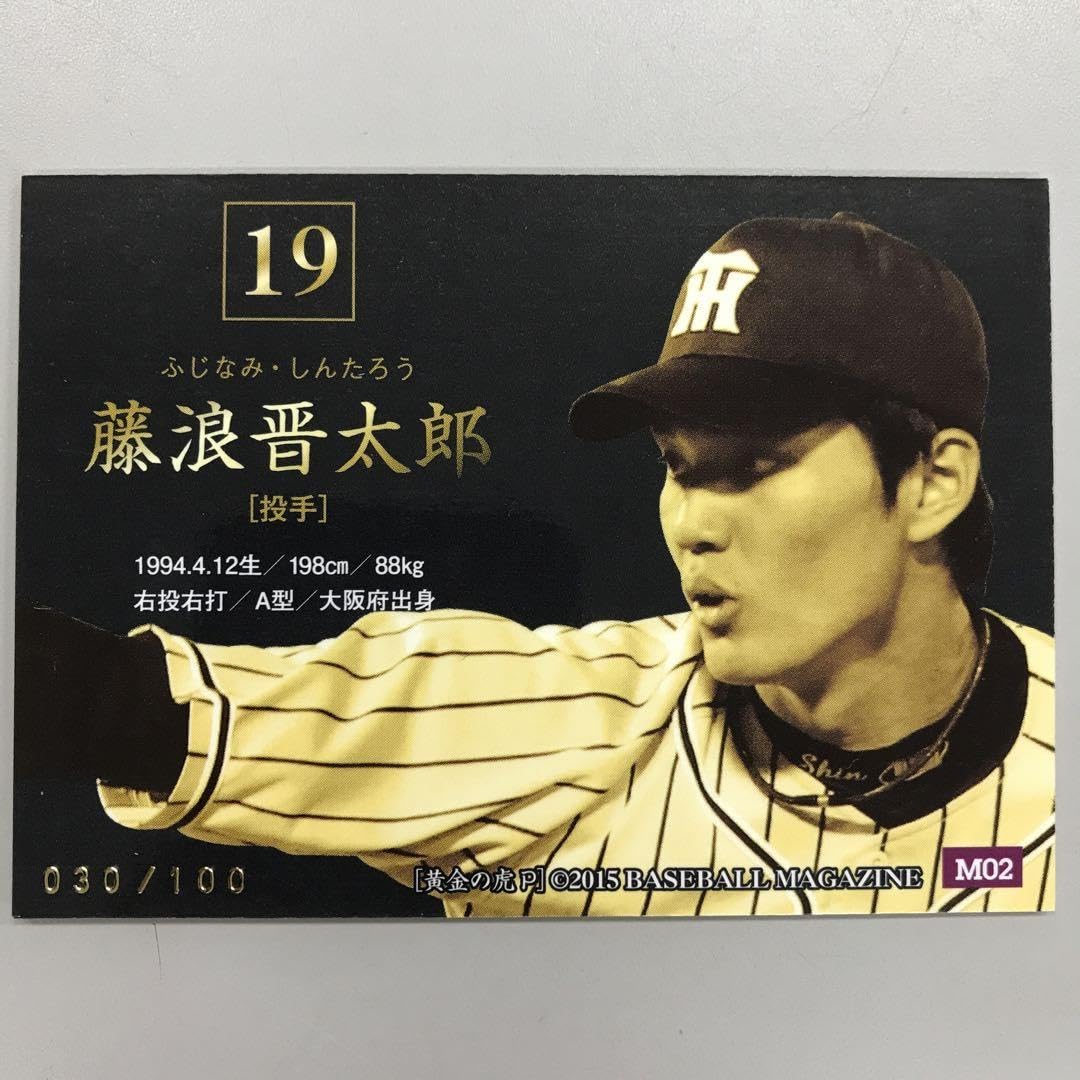 19
ふじなみ・しんたろう
藤浪晋太郎
[投手]
1994.4.12生／198㎝／88kg
右投右打／A型／大阪府出身
HT
Shin
030/100
[黄金の虎 P] ©2015 BASEBALL MAGAZINE
M02